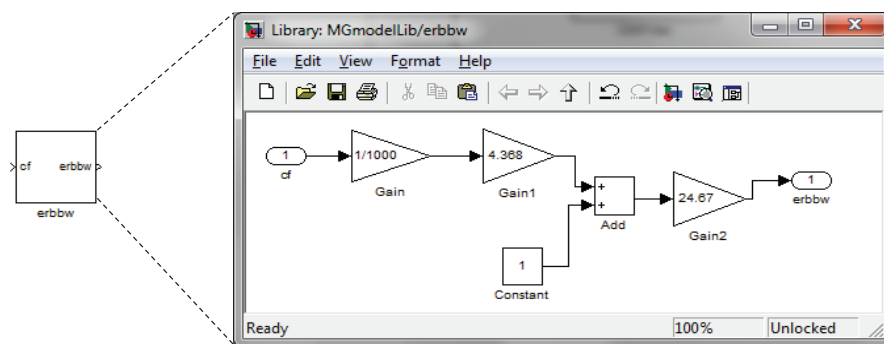 Library: MGmodelLib/erbbw
File Edit View Format Help
cf erbbw
erbbw
1
cf
1/1000
Gain
4.368
Gain1
+
+
Add
24.67
Gain2
1
erbbw
1
Constant
Ready 100% Unlocked